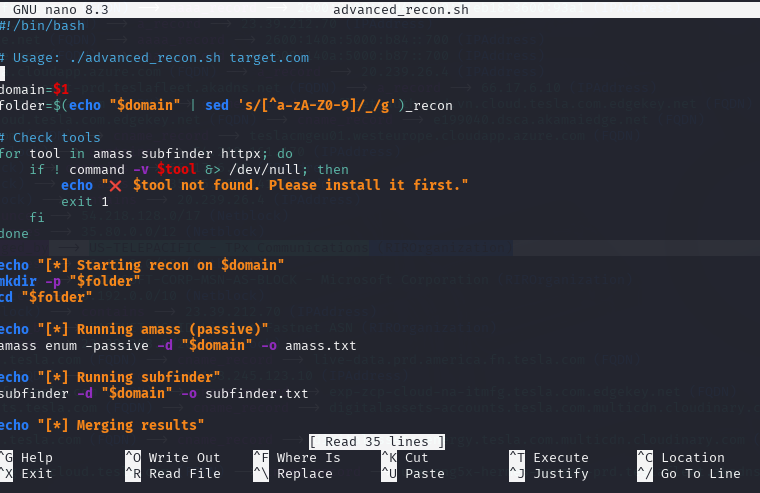 GNU nano 8.3 advanced_recon.sh
#!/bin/bash
# Usage: ./advanced_recon.sh target.com
domain=$1
folder=$(echo "$domain" | sed 's/[^a-zA-Z0-9]/_/g')_recon
# Check tools
for tool in amass subfinder httpx; do
if ! command -v $tool &> /dev/null; then
echo "❌ $tool not found. Please install it first."
exit 1
fi
done
echo "[*] Starting recon on $domain"
mkdir -p "$folder"
cd "$folder"
echo "[*] Running amass (passive)"
amass enum -passive -d "$domain" -o amass.txt
echo "[*] Running subfinder"
subfinder -d "$domain" -o subfinder.txt
echo "[*] Merging results"
[ Read 35 lines ]
^G Help ^O Write Out ^F Where Is ^K Cut ^T Execute ^C Location
^X Exit ^R Read File ^\ Replace ^U Paste ^J Justify ^/ Go To Line